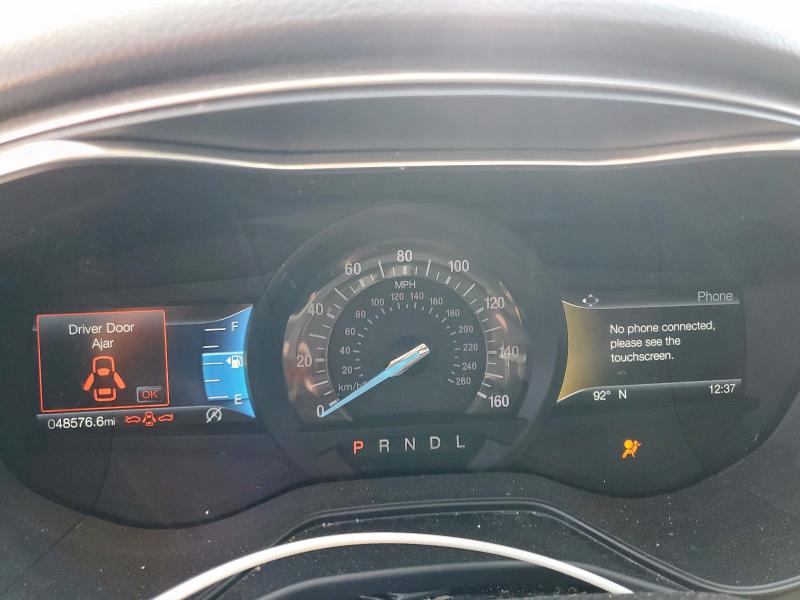 Driver Door
Ajar
OK
F
E
048576.6mi
MPH
0 20 40 60 80 100 120 140 160
km/h
20 40 60 80 100 120 140 160 180 200 220 240 260
P R N D L
Phone
No phone connected,
please see the
touchscreen.
92° N
12:37